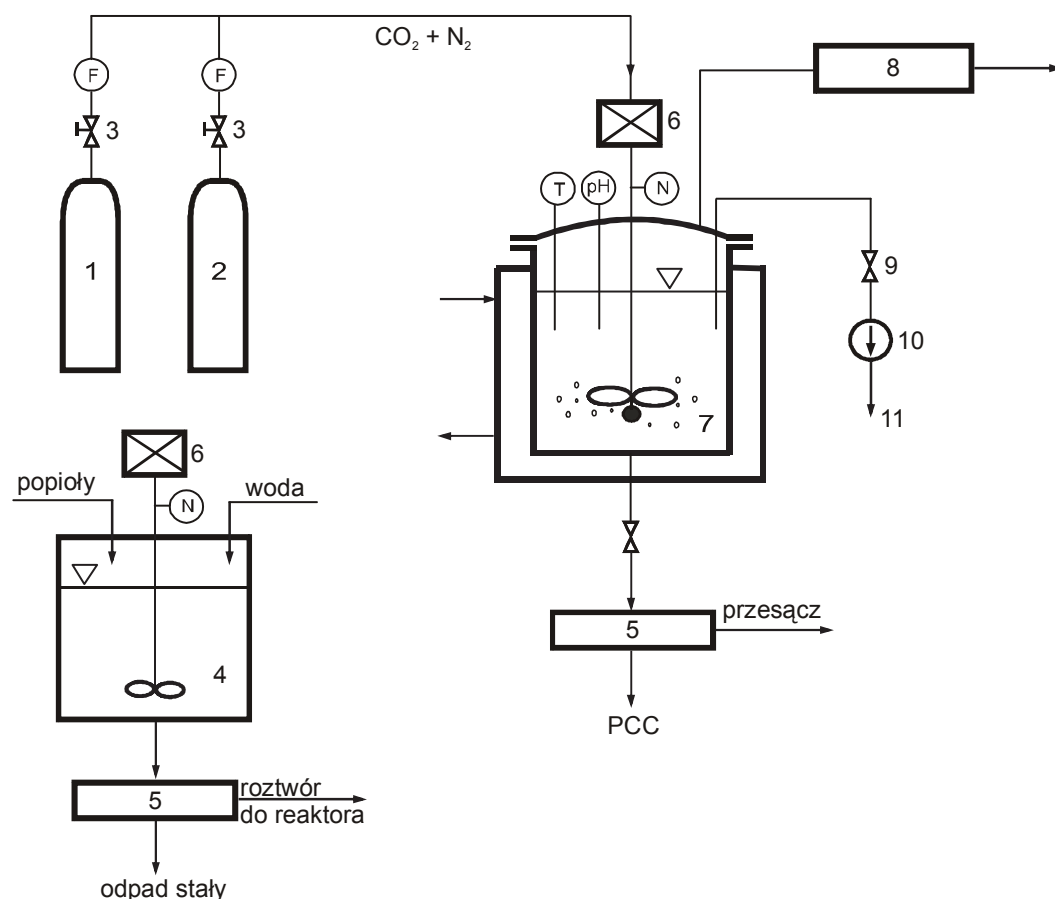 CO₂ + N₂
8
F
F
3
3
6
T
pH
N
1
2
9
10
7
11
6
popioły
woda
N
5
przesącz
4
PCC
5
roztwór
do reaktora
odpad stały